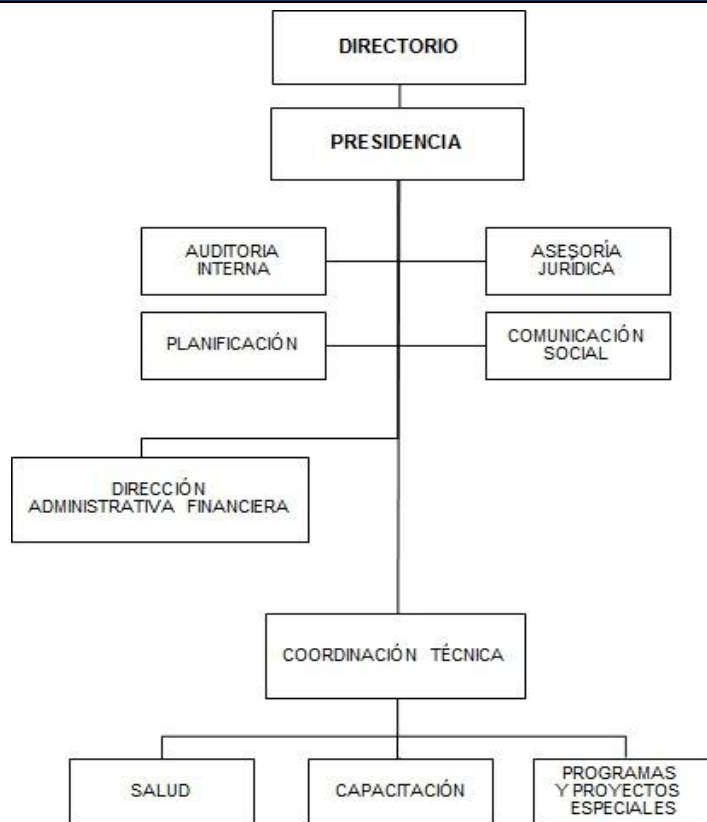 DIRECTORIO
PRESIDENCIA
AUDITORIA
INTERNA
ASESORÍA
JURÍDICA
PLANIFICACIÓN
COMUNICACIÓN
SOCIAL
DIRECCIÓN
ADMINISTRATIVA FINANCIERA
COORDINACIÓN TÉCNICA
SALUD
CAPACITACIÓN
PROGRAMAS
Y PROYECTOS
ESPECIALES